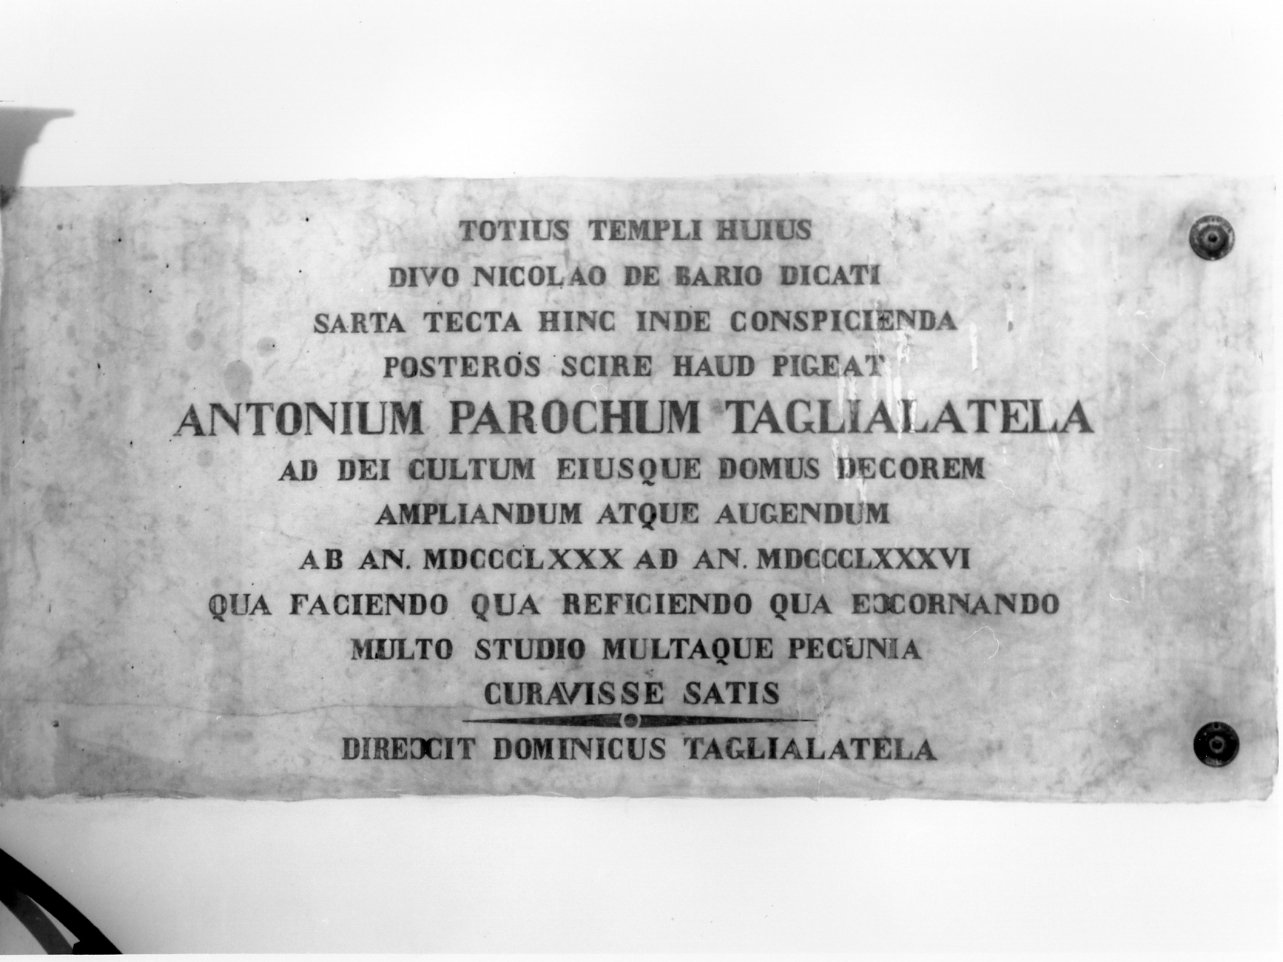 TOTIUS TEMPLI HUIUS
DIVO NICOLAO DE BARIO DICATI
SARTA TECTA HINC INDE CONSPICIENDA
POSTEROS SCIRE HAUD PIGEAT
ANTONIUM PAROCHUM TAGLIALATELA
AD DEI CULTUM EIUSQUE DOMUS DECOREM
AMPLIANDUM ATQUE AUGENDUM
AB AN. MDCCCLXXX AD AN. MDCCCLXXXVI
QUA FACIENDO QUA REFICIENDO QUA EXCORNANDO
MULTO STUDIO MULTAQUE PECUNIA
CURAVISSE SATIS
DIREXCIT DOMINICUS TAGLIALATELA